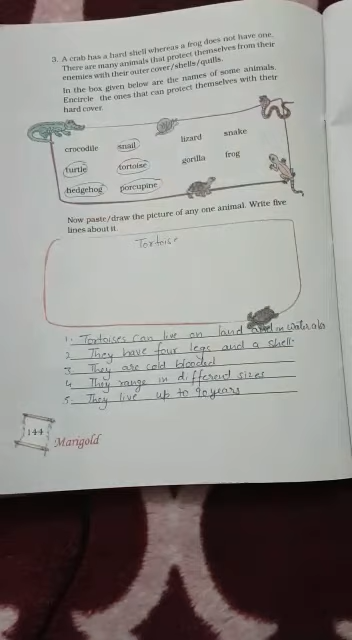 3. A crab has a hard shell whereas a frog does not have one.
There are many animals that protect themselves from their
enemies with their outer cover/shells/quills.
In the box given below are the names of some animals.
Encircle the ones that can protect themselves with their
hard cover.
crocodile snail lizard snake
turtle tortoise gorilla frog
hedgehog porcupine
Now paste/draw the picture of any one animal. Write five
lines about it.
Tortoise
1. Tortoises can live on land and in water also
2. They have four legs and a shell.
3. They are cold blooded
4. They range in different sizes
5. They live up to 90 years
144
Marigold